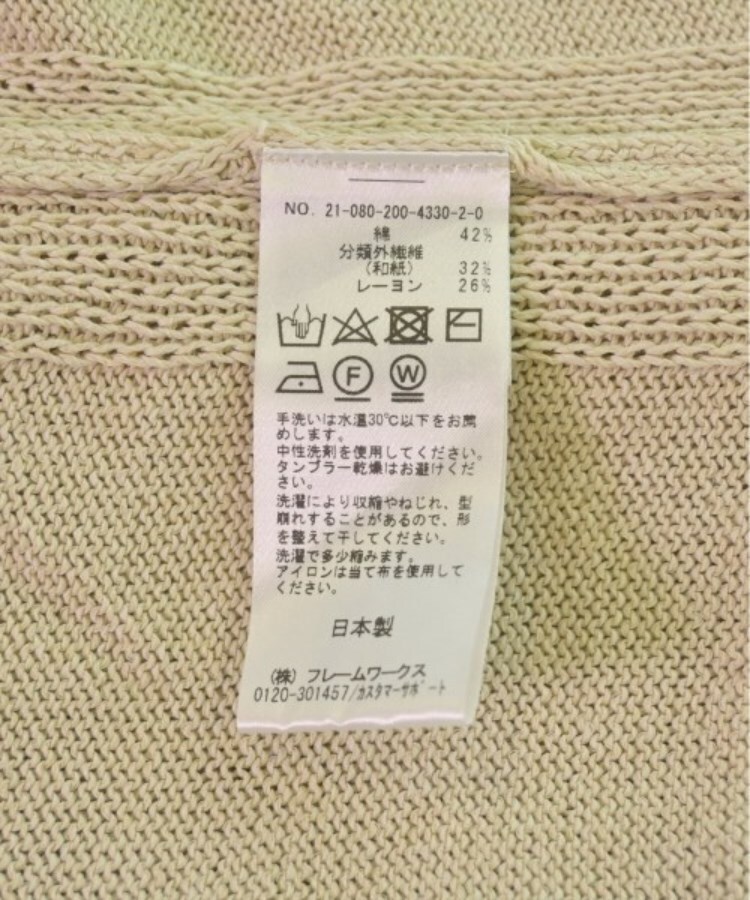 NO. 21-080-200-4330-2-0
綿 42%
分類外繊維
(和紙) 32%
レーヨン 26%
F W
手洗いは水温30℃以下をお薦
めします。
中性洗剤を使用してください。
タンブラー乾燥はお避けくだ
さい。
洗濯により収縮やねじれ、型
崩れすることがあるので、形
を整えて干してください。
洗濯で多少縮みます。
アイロンは当て布を使用して
ください。
日本製
(株) フレームワークス
0120-301457/カスタマーサポート